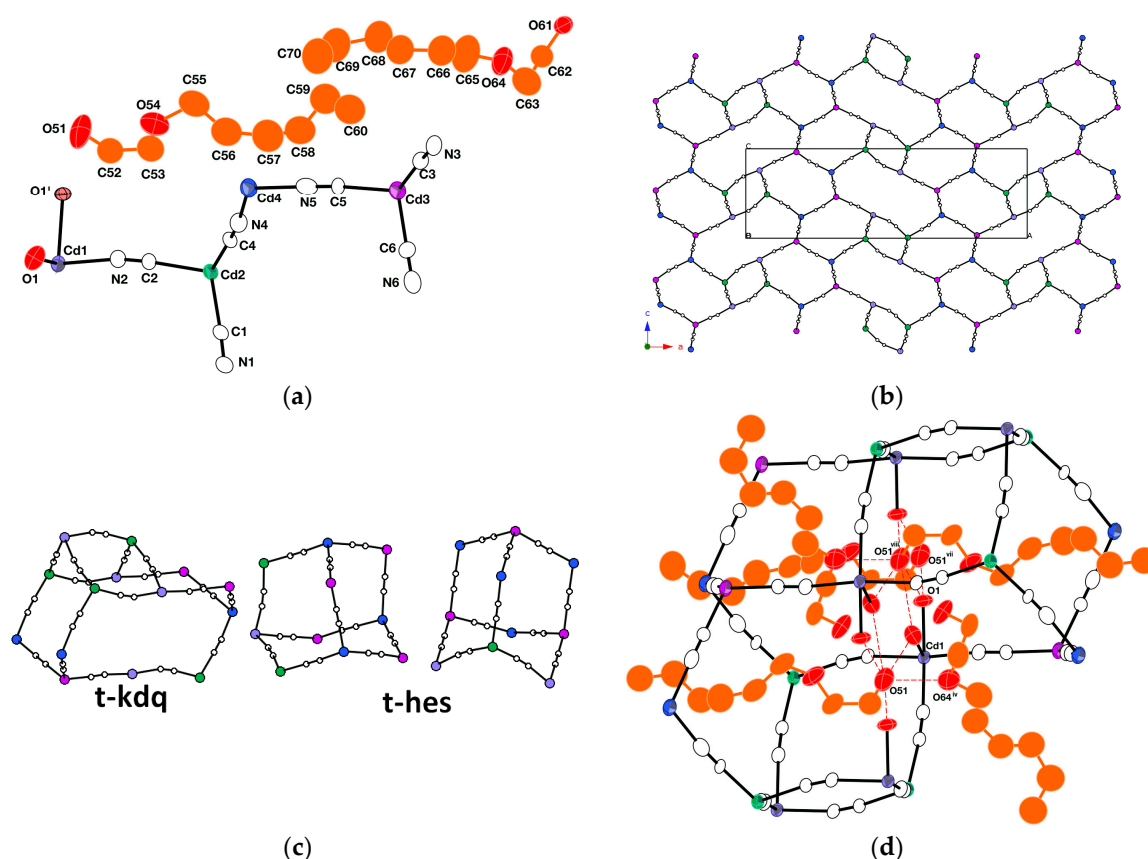 O61
C70
C69
C68
C67
C66
C65
O64
C62
C63
C55
O54
C59
C60
O51
C52
C53
C56
C57
C58
N3
C3
O1'
Cd4
N5
C5
Cd3
N4
C4
O1
Cd1
N2
C2
Cd2
C6
N6
C1
N1
(a)
C
B
A
c
a
(b)
t-kdq
t-hes
(c)
O51viii
O51vii
O1
Cd1
O51
O64iv
(d)